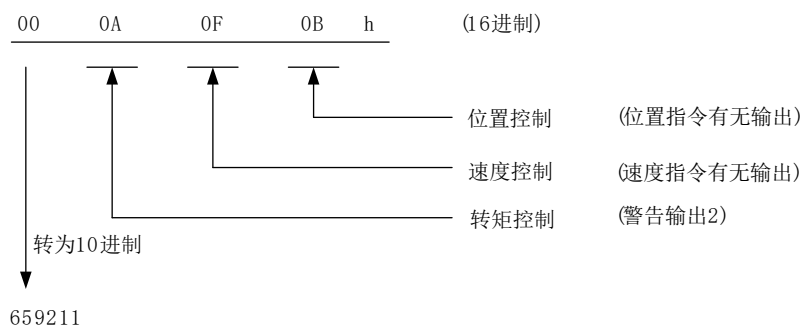 00 0A 0F 0B h (16进制)
位置控制 (位置指令有无输出)
速度控制 (速度指令有无输出)
转矩控制 (警告输出2)
转为10进制
659211